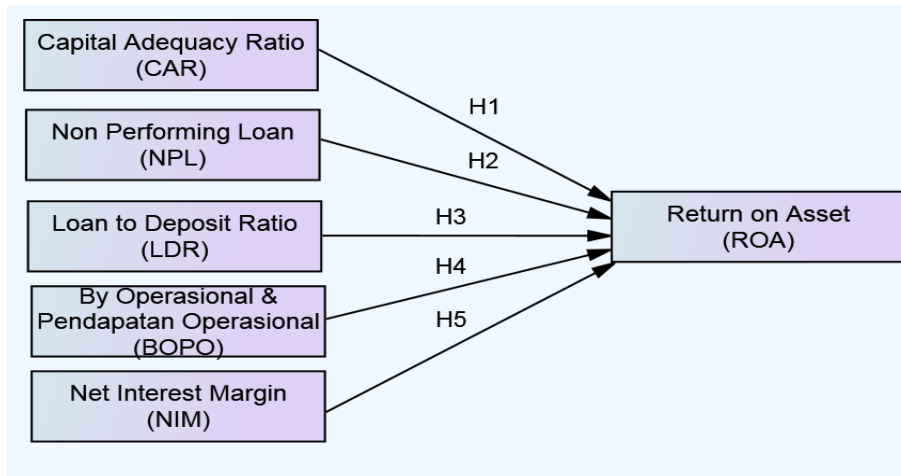 Capital Adequacy Ratio
(CAR)
H1
Non Performing Loan
(NPL)
H2
Loan to Deposit Ratio
(LDR)
H3
Return on Asset
(ROA)
H4
By Operasional &
Pendapatan Operasional
(BOPO)
H5
Net Interest Margin
(NIM)